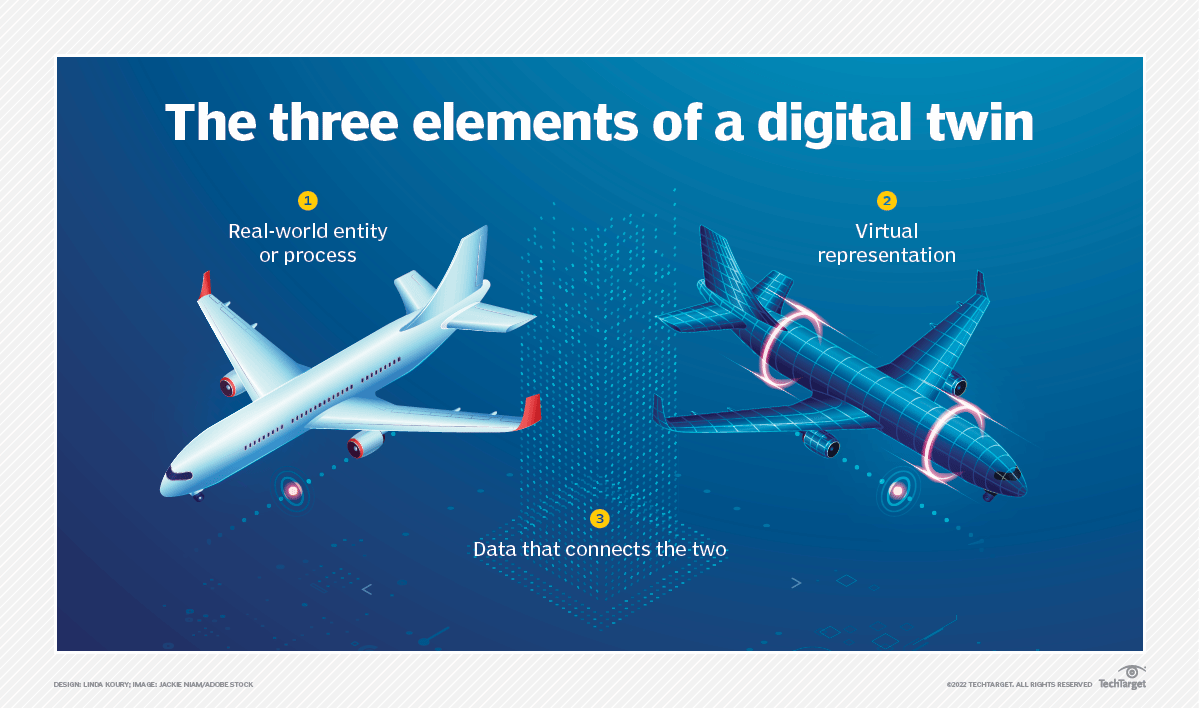 The three elements of a digital twin
1
Real-world entity
or process
2
Virtual
representation
3
Data that connects the two
<
>
DESIGN: LINDA KOURY; IMAGE: JACKIE NIAM/ADOBE STOCK
©2022 TECHTARGET. ALL RIGHTS RESERVED
TechTarget